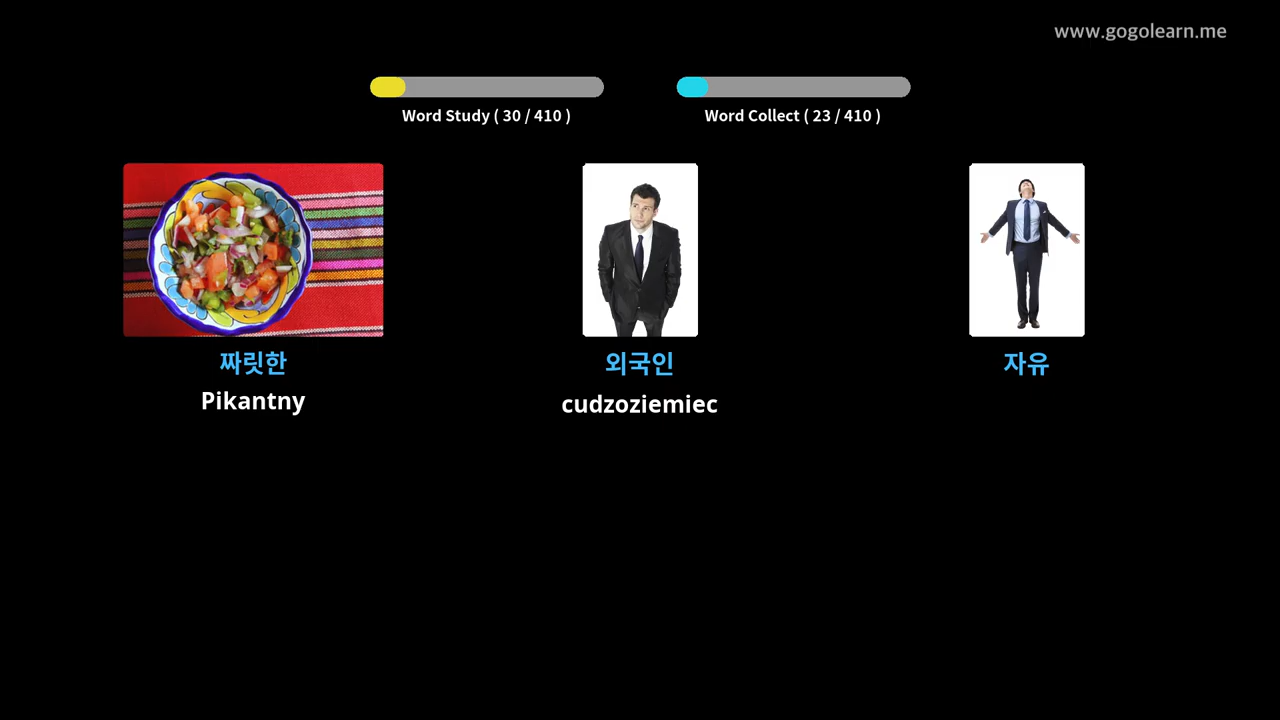 www.gogolearn.me
Word Study ( 30 / 410 )
Word Collect ( 23 / 410 )
짜릿한
외국인
자유
Pikantny
cudzoziemiec